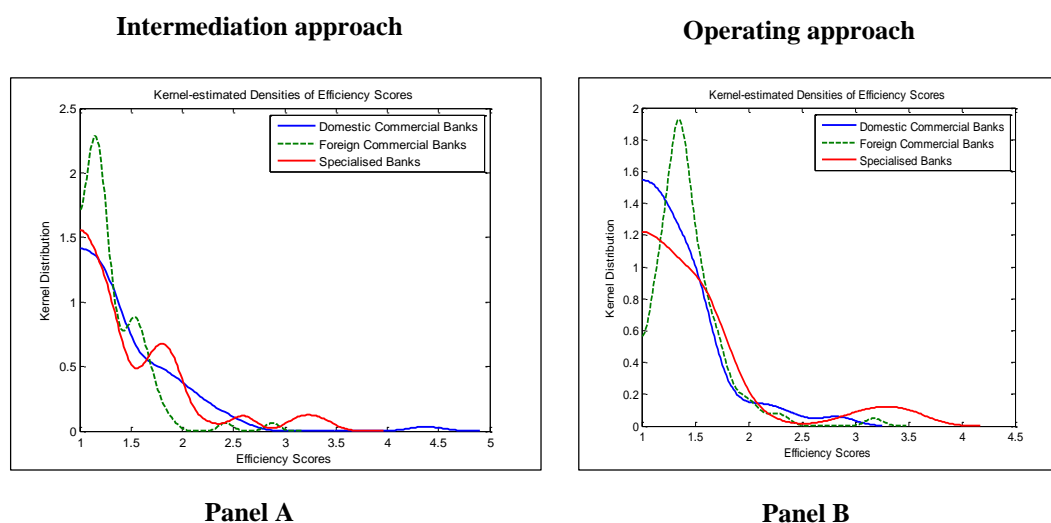 Intermediation approach
Operating approach
Kernel-estimated Densities of Efficiency Scores
Domestic Commercial Banks
Foreign Commercial Banks
Specialised Banks
Kernel Distribution
2.5
2
1.5
1
0.5
0
1 1.5 2 2.5 3 3.5 4 4.5 5
Efficiency Scores
Panel A
Kernel-estimated Densities of Efficiency Scores
Domestic Commercial Banks
Foreign Commercial Banks
Specialised Banks
Kernel Distribution
2
1.8
1.6
1.4
1.2
1
0.8
0.6
0.4
0.2
0
1 1.5 2 2.5 3 3.5 4 4.5
Efficiency Scores
Panel B